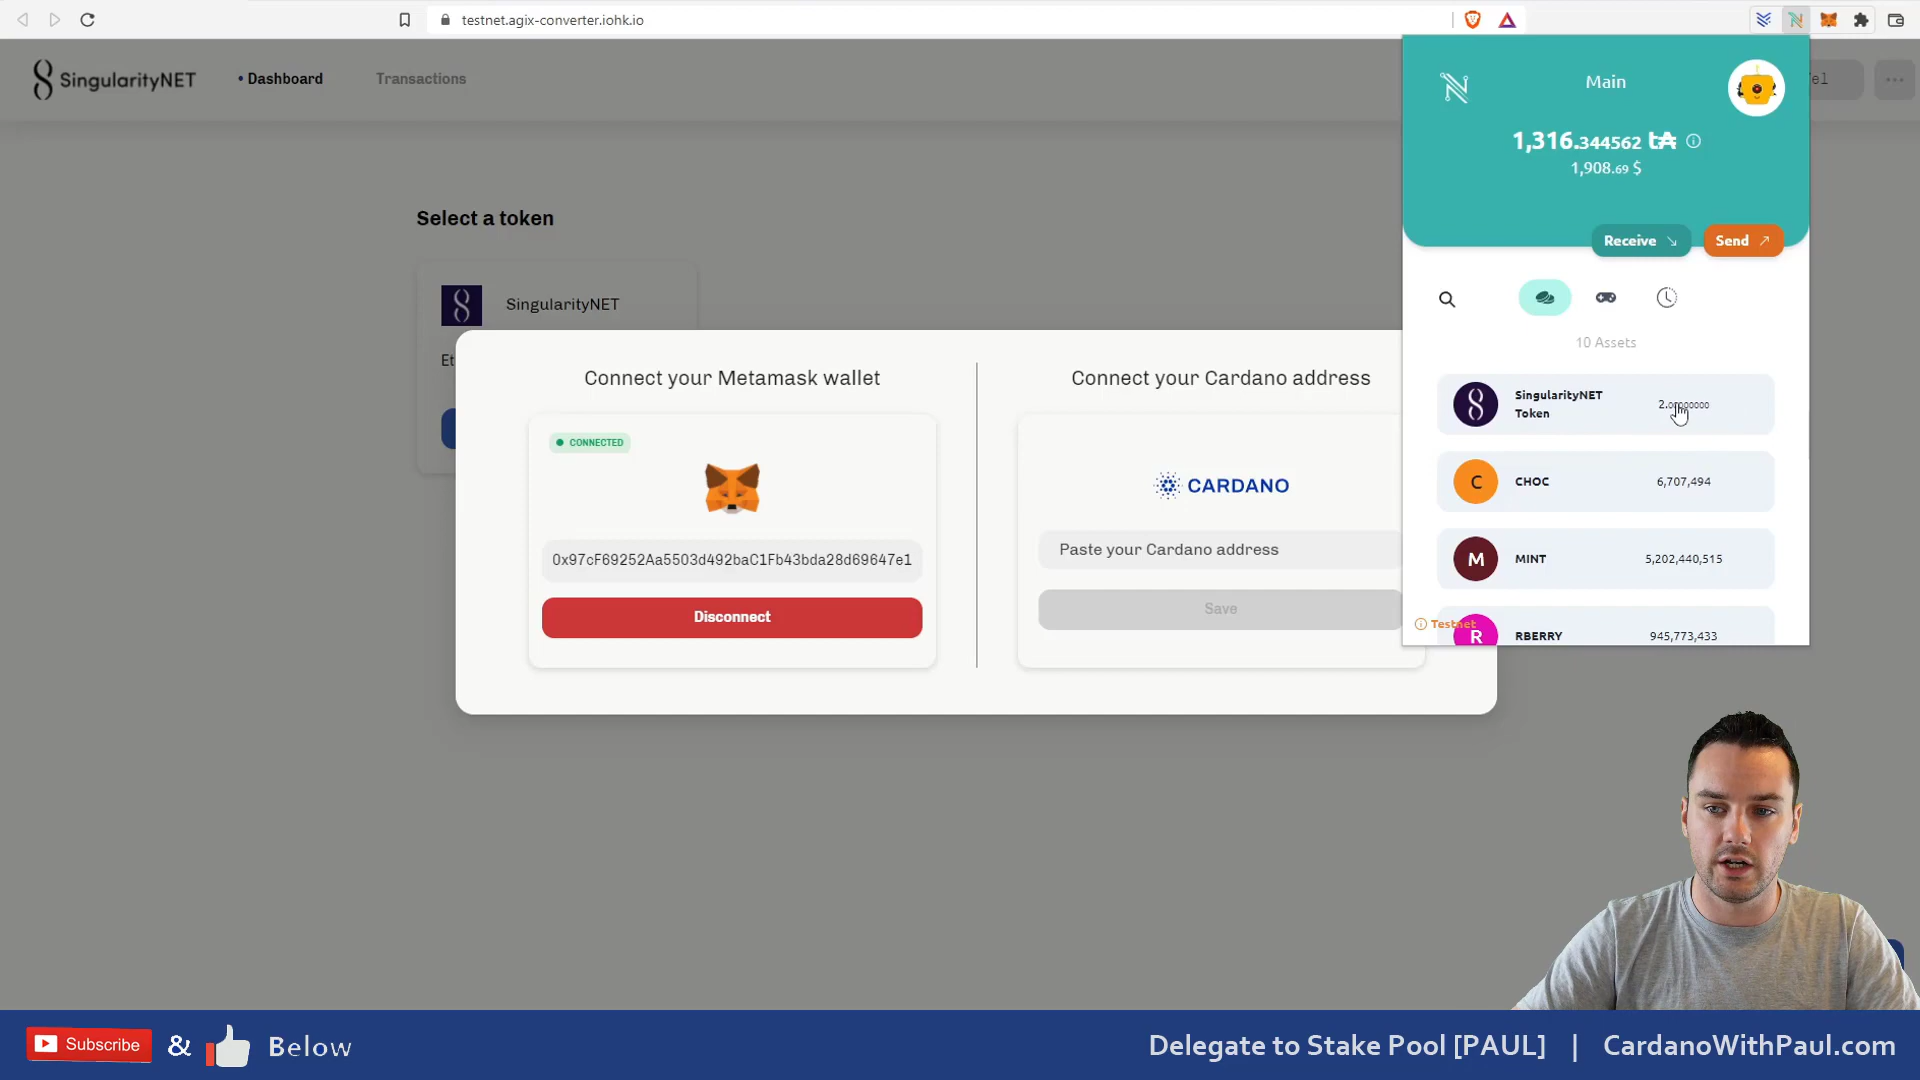 testnet.agix-converter.iohk.io
SingularityNET
• Dashboard
Transactions
Select a token
SingularityNET
Et
Connect your Metamask wallet
CONNECTED
0x97cF69252Aa5503d492baC1Fb43bda28d69647e1
Disconnect
Connect your Cardano address
CARDANO
Paste your Cardano address
Save
Main
1,316.344562 t₳
1,908.69 $
Receive
Send
10 Assets
SingularityNET
Token
CHOC
6,707,494
MINT
5,202,440,515
RBERRY
945,773,433
Testnet
C
M
R
e1
Subscribe & Below
Delegate to Stake Pool [PAUL] | CardanoWithPaul.com